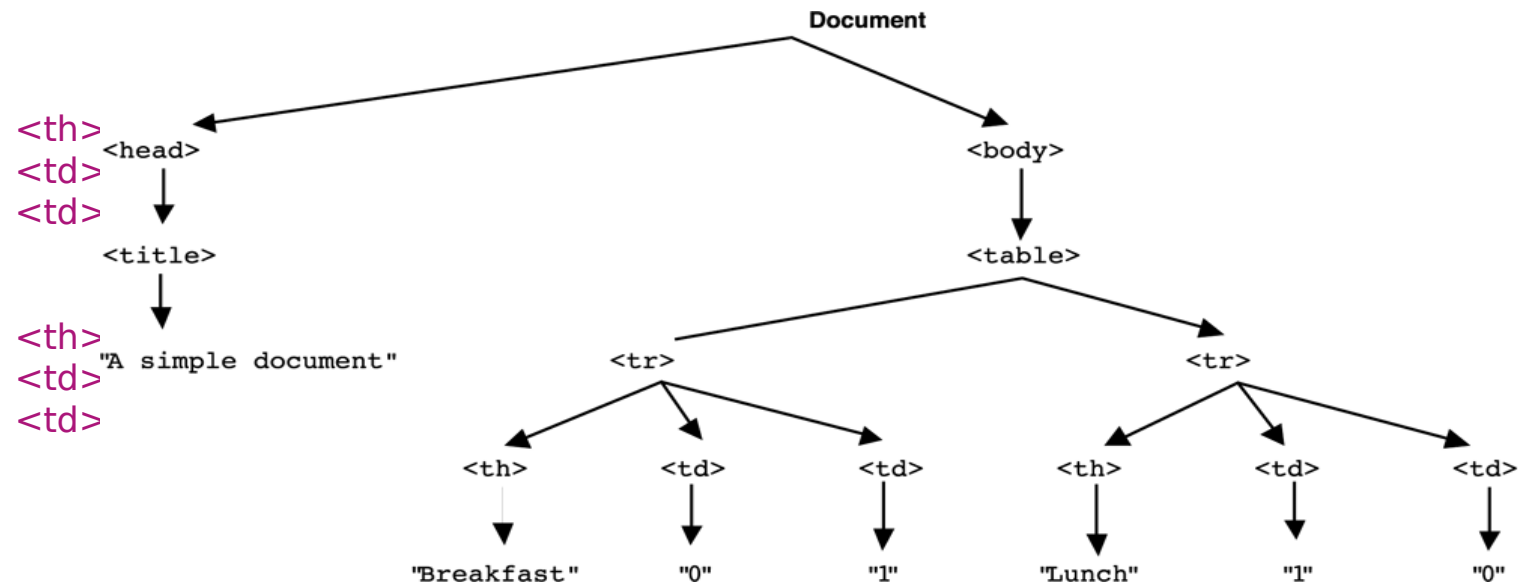 Document
<th>
<head> <body>
<td>
<td>
<title> <table>
<th>
"A simple document" <tr> <tr>
<td>
<td>
<th> <td> <td> <th> <td> <td>
"Breakfast" "0" "1" "Lunch" "1" "0"